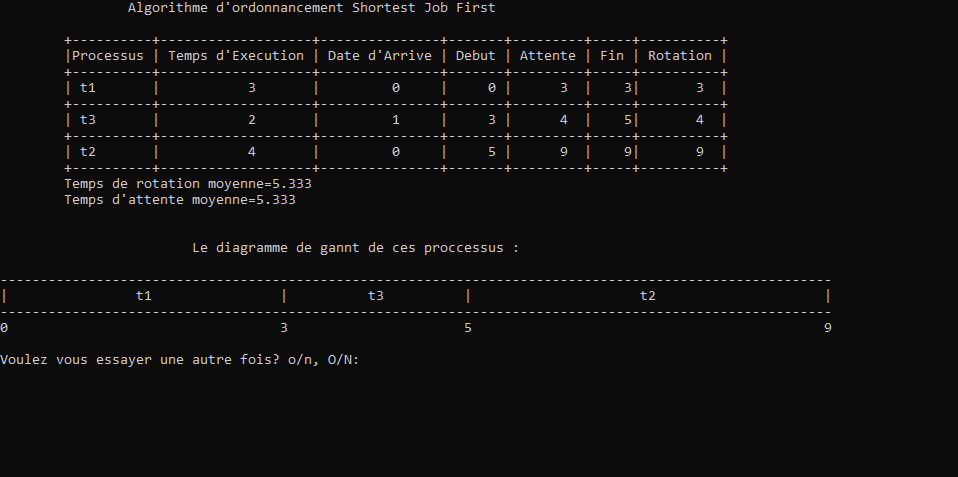 Algorithme d'ordonnancement Shortest Job First
+----------+-------------------+---------------+-------+---------+-----+----------+
|Processus | Temps d'Execution | Date d'Arrive | Debut | Attente | Fin | Rotation |
+----------+-------------------+---------------+-------+---------+-----+----------+
| t1       |           3       |         0     |     0 |      3  |    3|       3  |
+----------+-------------------+---------------+-------+---------+-----+----------+
| t3       |           2       |         1     |     3 |      4  |    5|       4  |
+----------+-------------------+---------------+-------+---------+-----+----------+
| t2       |           4       |         0     |     5 |      9  |    9|       9  |
+----------+-------------------+---------------+-------+---------+-----+----------+
Temps de rotation moyenne=5.333
Temps d'attente moyenne=5.333
Le diagramme de gannt de ces proccessus :
--------------------------------------------------------------------------------------------------------
|                t1                |          t3          |                     t2                     |
--------------------------------------------------------------------------------------------------------
0                                  3                      5                                            9
Voulez vous essayer une autre fois? o/n, O/N: